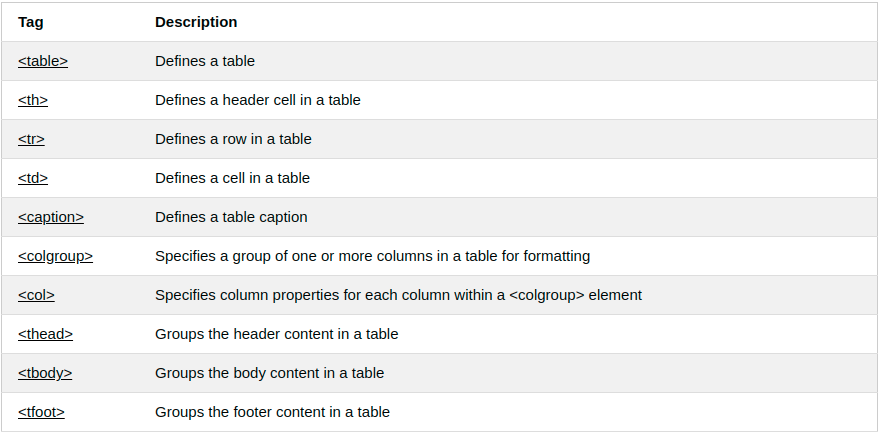 Tag Description
<table> Defines a table
<th> Defines a header cell in a table
<tr> Defines a row in a table
<td> Defines a cell in a table
<caption> Defines a table caption
<colgroup> Specifies a group of one or more columns in a table for formatting
<col> Specifies column properties for each column within a <colgroup> element
<thead> Groups the header content in a table
<tbody> Groups the body content in a table
<tfoot> Groups the footer content in a table